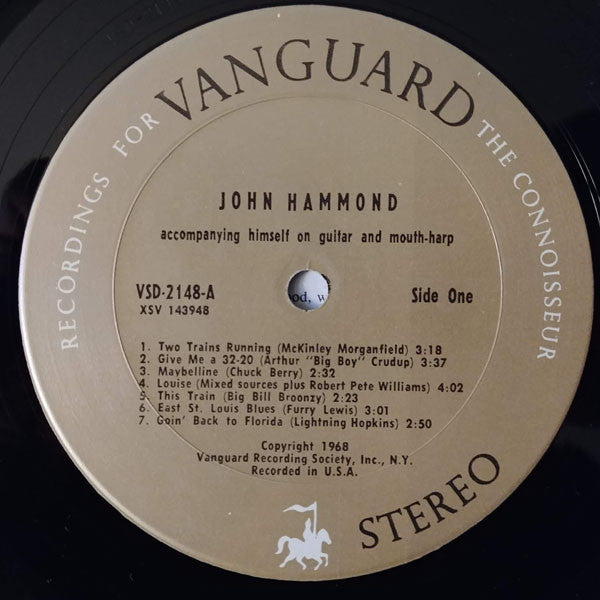 RECORDINGS FOR VANGUARD THE CONNOISSEUR
JOHN HAMMOND
accompanying himself on guitar and mouth-harp
VSD-2148-A
XSV 143948
od, w
Side One
1. Two Trains Running (McKinley Morganfield) 3:18
2. Give Me a 32-20 (Arthur "Big Boy" Crudup) 3:37
3. Maybelline (Chuck Berry) 2:32
4. Louise (Mixed sources plus Robert Pete Williams) 4:02
5. This Train (Big Bill Broonzy) 2:23
6. East St. Louis Blues (Furry Lewis) 3:01
7. Goin' Back to Florida (Lightning Hopkins) 2:50
Copyright 1968
Vanguard Recording Society, Inc., N.Y.
Recorded in U.S.A.
STEREO